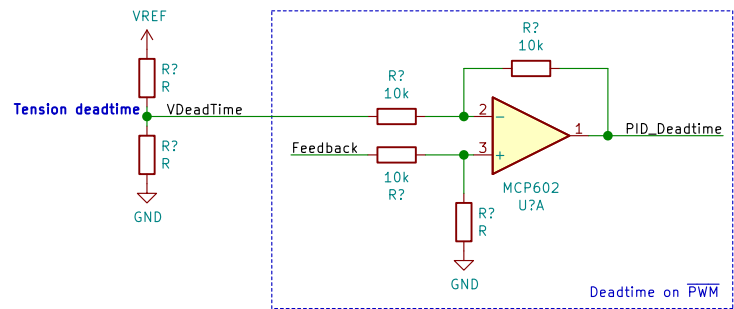 VREF
R?
R
Tension deadtime
VDeadTime
R?
R
GND
R?
10k
R?
10k
2
-
1
PID_Deadtime
Feedback
3
+
10k
R?
MCP602
U?A
R?
R
GND
Deadtime on PWM